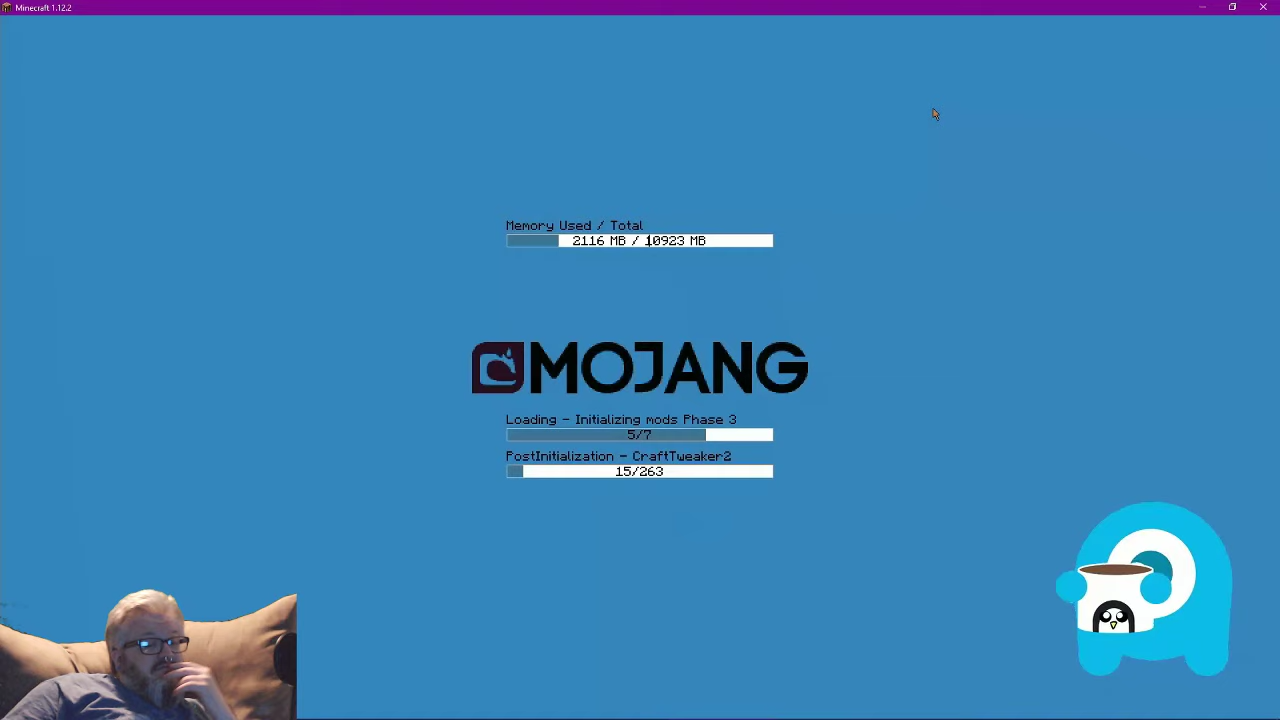 Minecraft 1.12.2
Memory Used / Total
2116 MB / 10923 MB
MOJANG
Loading - Initializing mods Phase 3
5/7
PostInitialization - CraftTweaker2
15/263